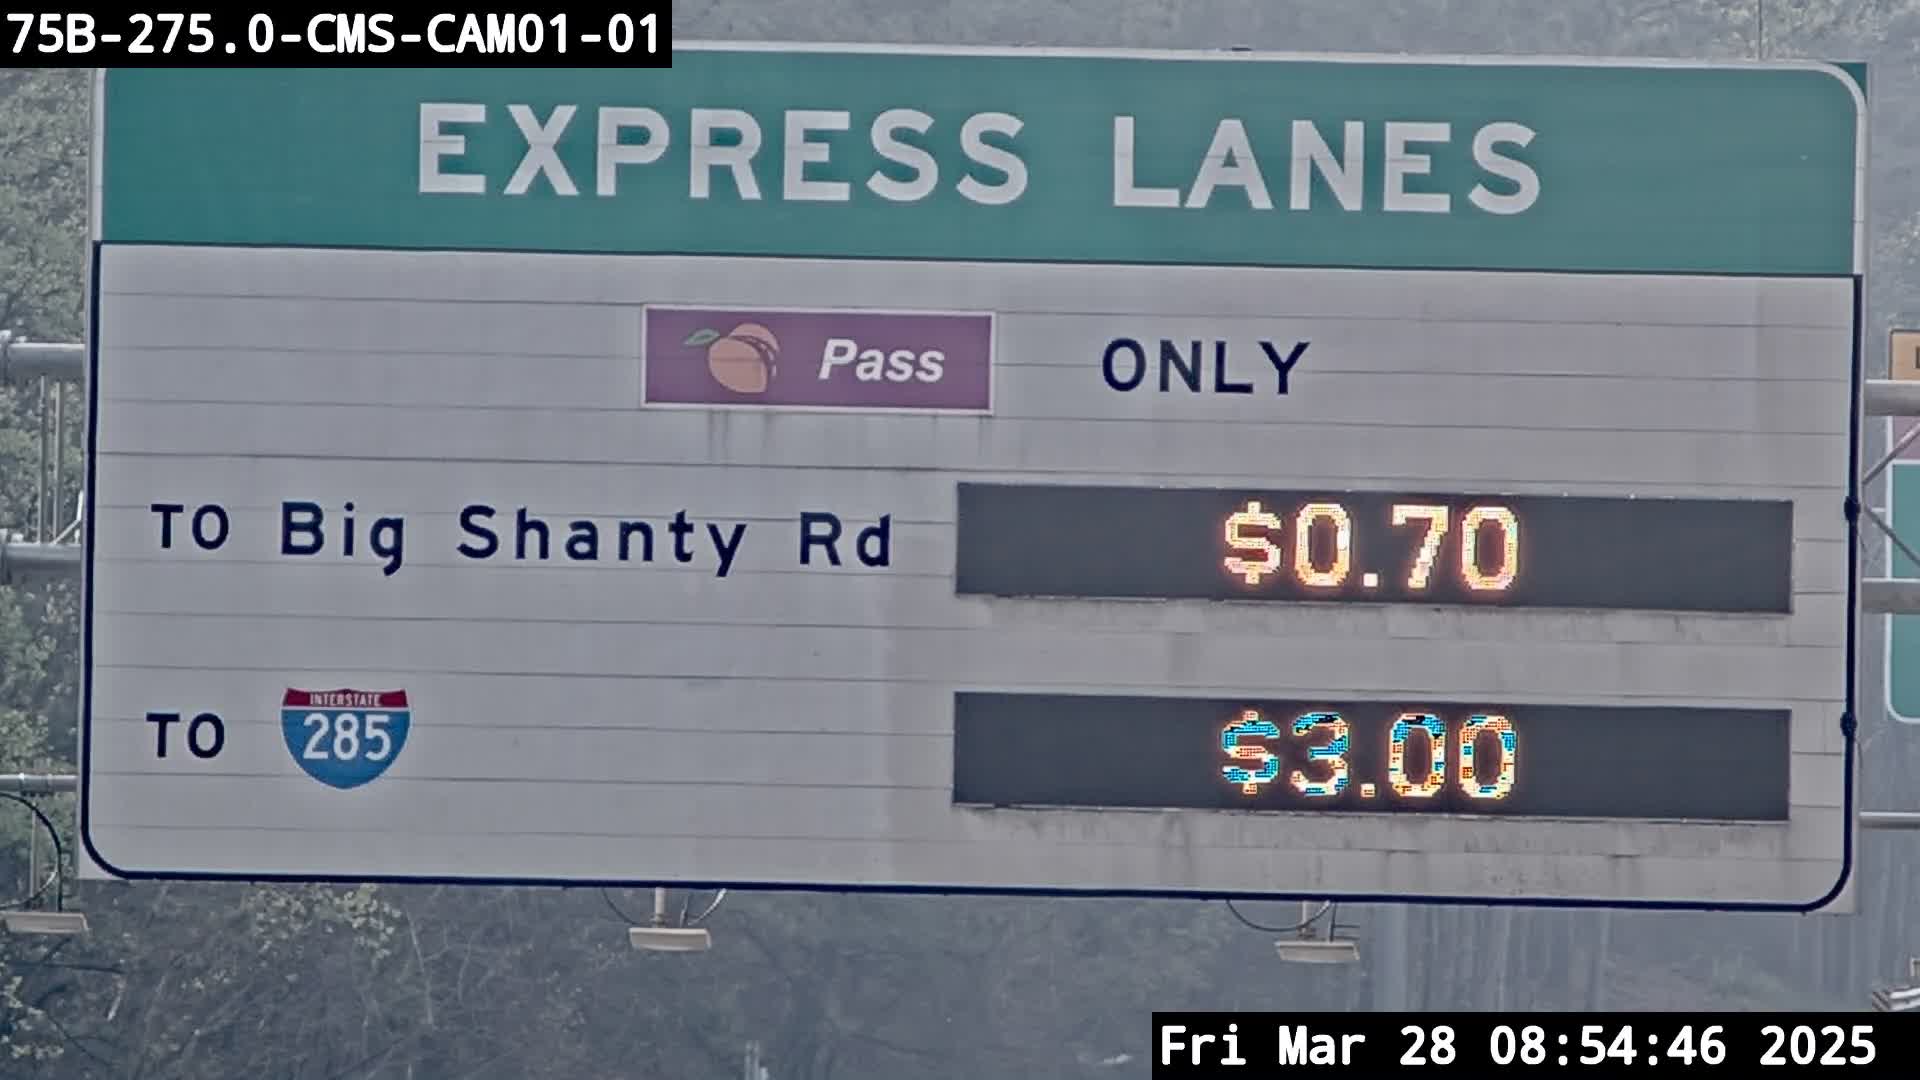 75B-275.0-CMS-CAM01-01
EXPRESS LANES
Pass ONLY
TO Big Shanty Rd $0.70
INTERSTATE
TO 285 $3.00
Fri Mar 28 08:54:46 2025